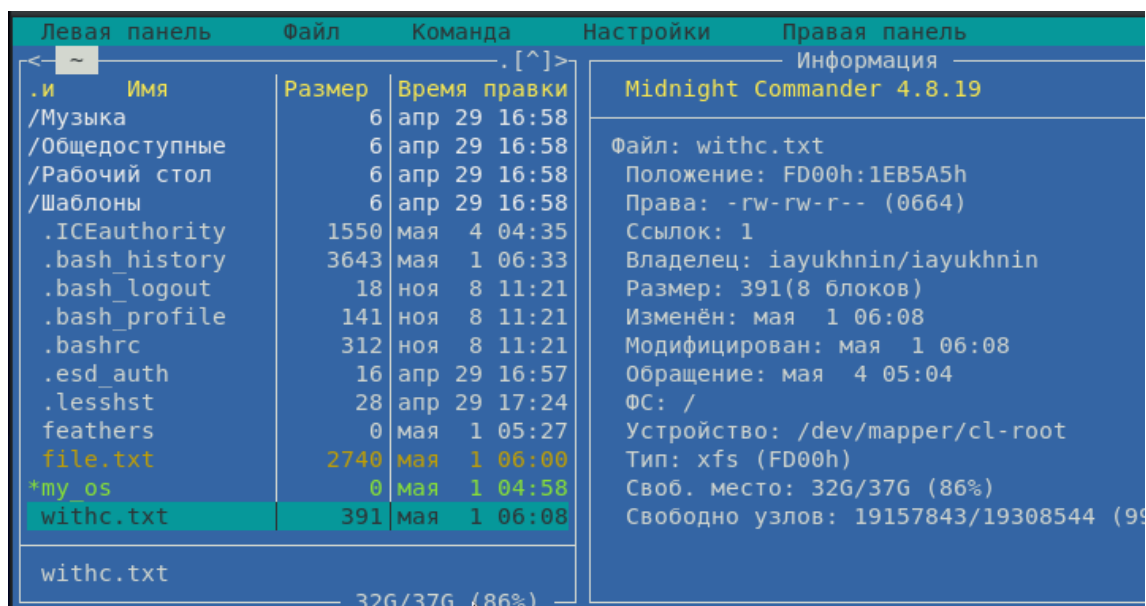 Левая панель Файл Команда Настройки Правая панель
<─ ~ .[^]>
.и Имя Размер Время правки
/Музыка 6 апр 29 16:58
/Общедоступные 6 апр 29 16:58
/Рабочий стол 6 апр 29 16:58
/Шаблоны 6 апр 29 16:58
.ICEauthority 1550 мая 4 04:35
.bash_history 3643 мая 1 06:33
.bash_logout 18 ноя 8 11:21
.bash_profile 141 ноя 8 11:21
.bashrc 312 ноя 8 11:21
.esd_auth 16 апр 29 16:57
.lesshst 28 апр 29 17:24
feathers 0 мая 1 05:27
file.txt 2740 мая 1 06:00
*my_os 0 мая 1 04:58
withc.txt 391 мая 1 06:08
withc.txt
32G/37G (86%)
Информация
Midnight Commander 4.8.19
Файл: withc.txt
Положение: FD00h:1EB5A5h
Права: -rw-rw-r-- (0664)
Ссылок: 1
Владелец: iayukhnin/iayukhnin
Размер: 391(8 блоков)
Изменён: мая 1 06:08
Модифицирован: мая 1 06:08
Обращение: мая 4 05:04
ФС: /
Устройство: /dev/mapper/cl-root
Тип: xfs (FD00h)
Своб. место: 32G/37G (86%)
Свободно узлов: 19157843/19308544 (99